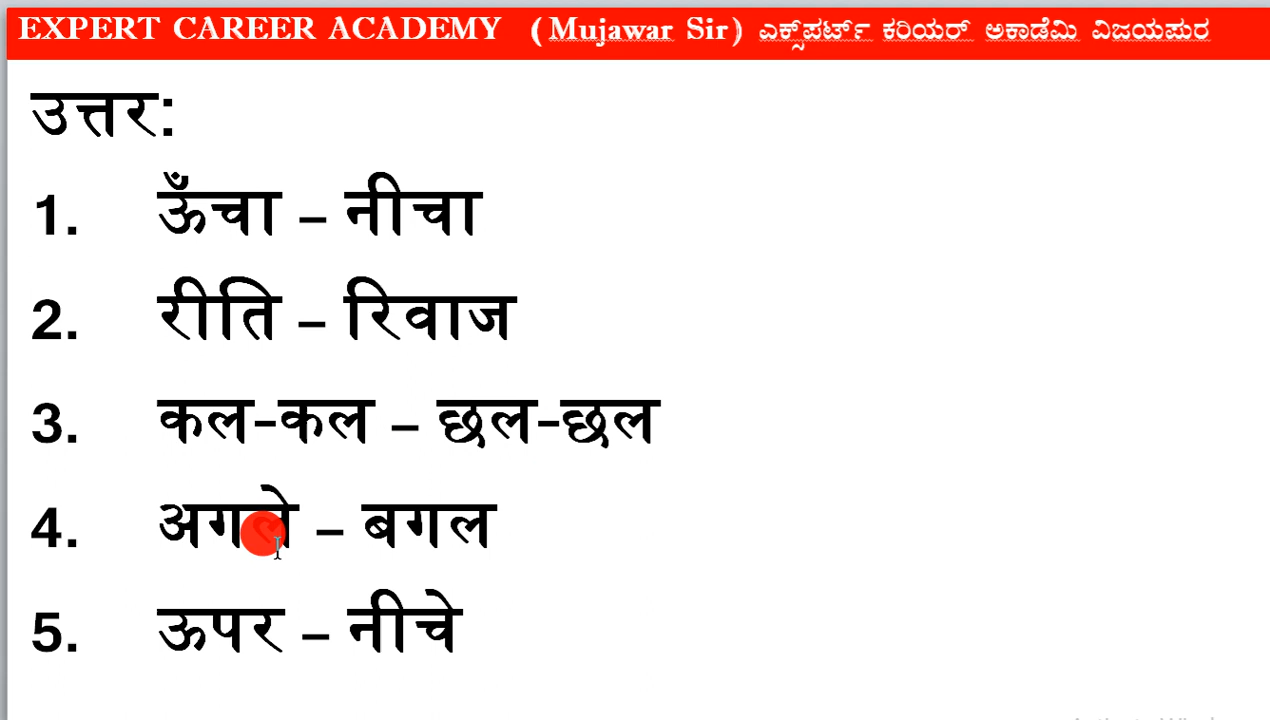 EXPERT CAREER ACADEMY (Mujawar Sir) ಎಕ್ಸ್‌ಪರ್ಟ್ ಕರಿಯರ್ ಅಕಾಡೆಮಿ ವಿಜಯಪುರ
उत्तर:
1. ऊँचा – नीचा
2. रीति – रिवाज
3. कल-कल – छल-छल
4. अगले – बगल
5. ऊपर – नीचे